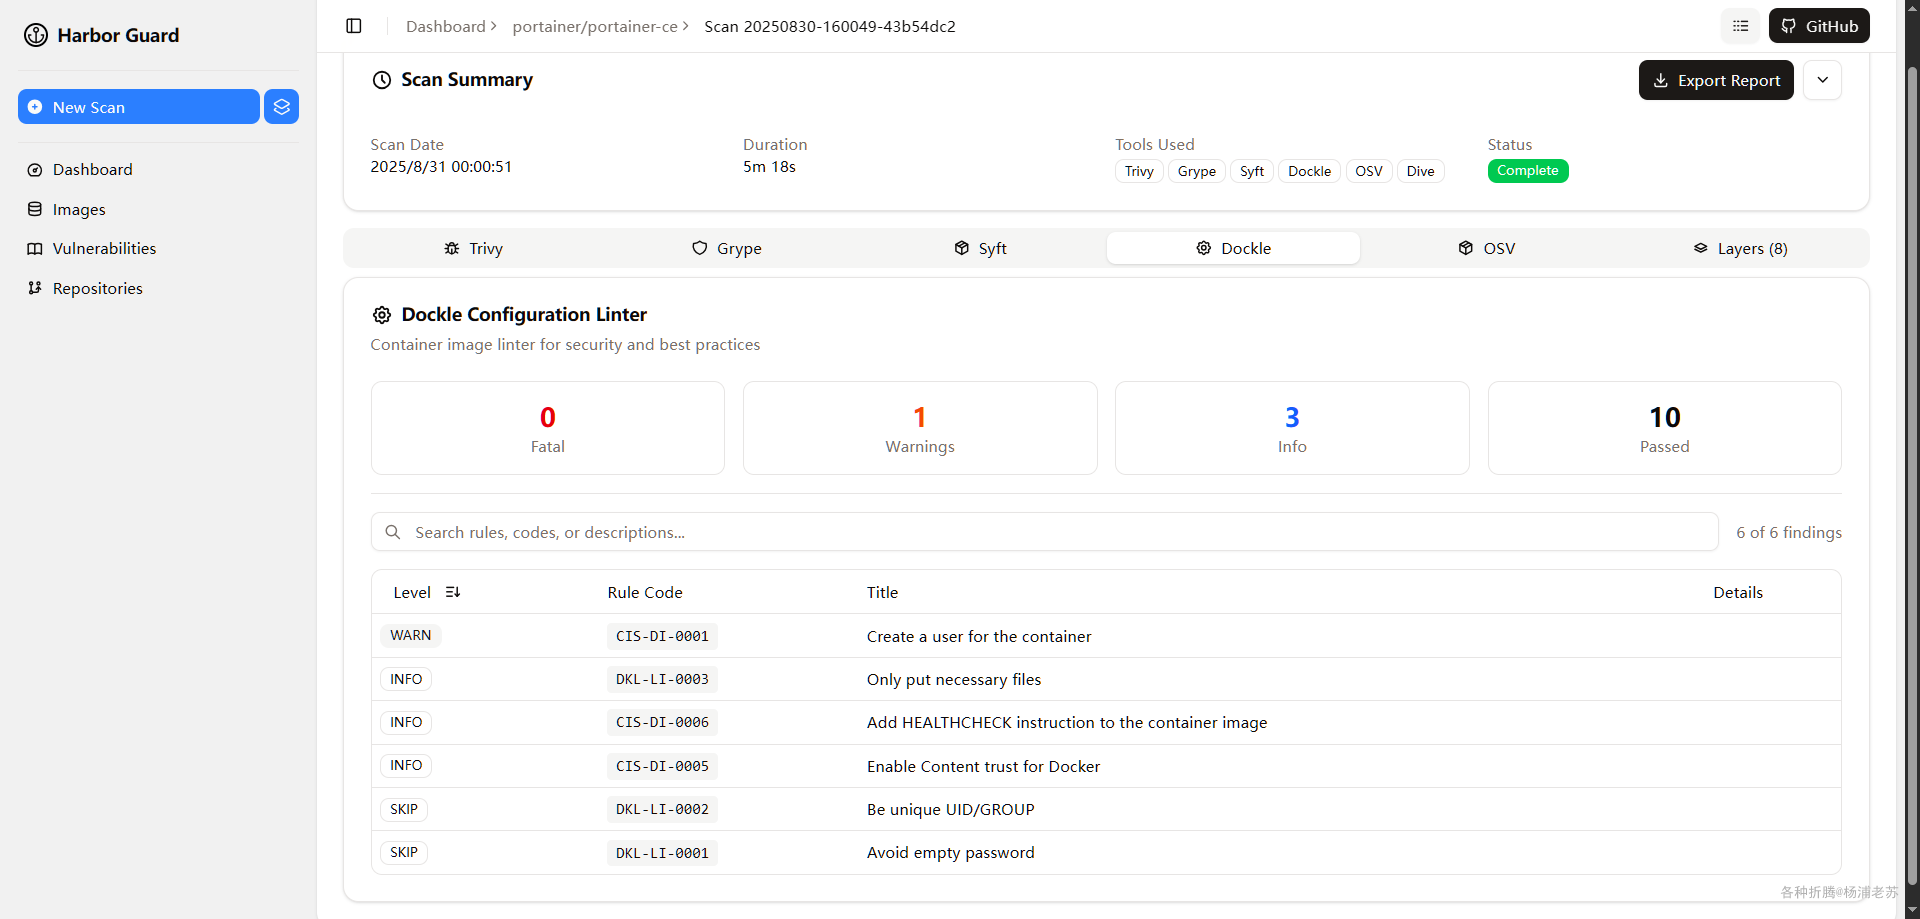 Harbor Guard
New Scan
Dashboard
Images
Vulnerabilities
Repositories
Dashboard > portainer/portainer-ce > Scan 20250830-160049-43b54dc2
GitHub
Scan Summary
Export Report
Scan Date
2025/8/31 00:00:51
Duration
5m 18s
Tools Used
Trivy Grype Syft Dockle OSV Dive
Status
Complete
Trivy Grype Syft Dockle OSV Layers (8)
Dockle Configuration Linter
Container image linter for security and best practices
0
Fatal
1
Warnings
3
Info
10
Passed
Search rules, codes, or descriptions...
6 of 6 findings
Level Rule Code Title Details
WARN CIS-DI-0001 Create a user for the container
INFO DKL-LI-0003 Only put necessary files
INFO CIS-DI-0006 Add HEALTHCHECK instruction to the container image
INFO CIS-DI-0005 Enable Content trust for Docker
SKIP DKL-LI-0002 Be unique UID/GROUP
SKIP DKL-LI-0001 Avoid empty password
各种折腾@杨浦老苏